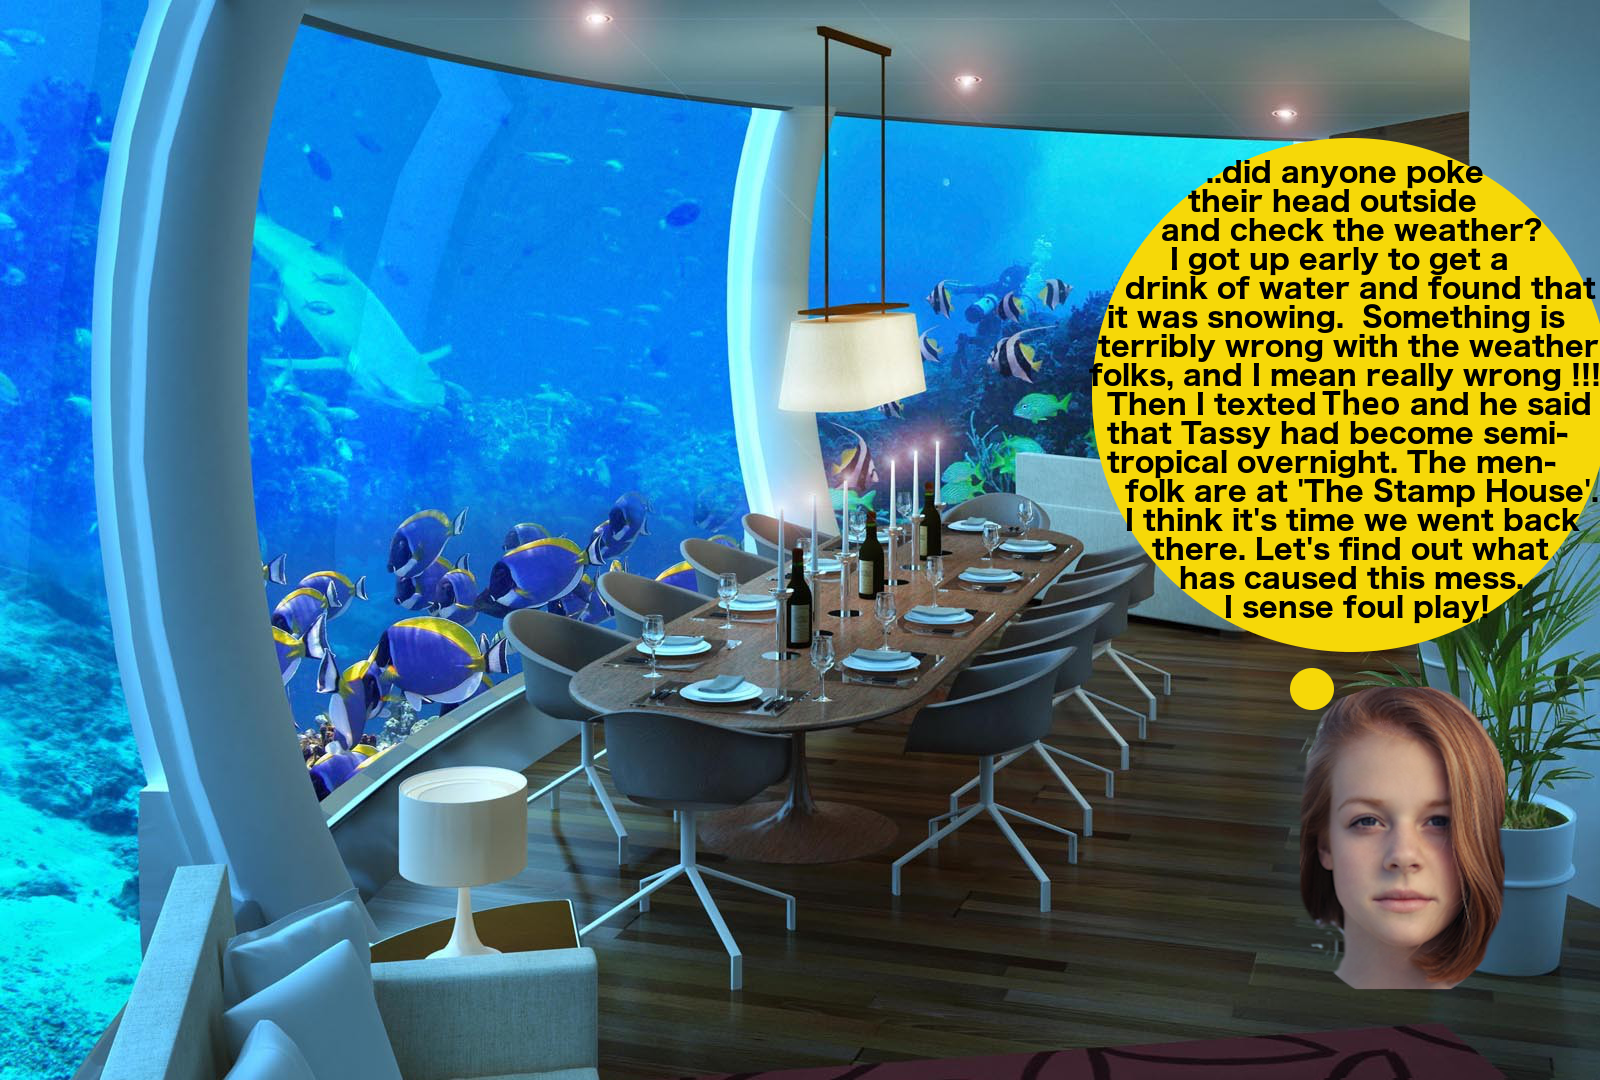 ..did anyone poke
their head outside
and check the weather?
I got up early to get a
drink of water and found that
it was snowing.  Something is
terribly wrong with the weather
folks, and I mean really wrong !!!
Then I texted Theo and he said
that Tassy had become semi-
tropical overnight. The men-
folk are at 'The Stamp House'.
I think it's time we went back
there. Let's find out what
has caused this mess.
I sense foul play!